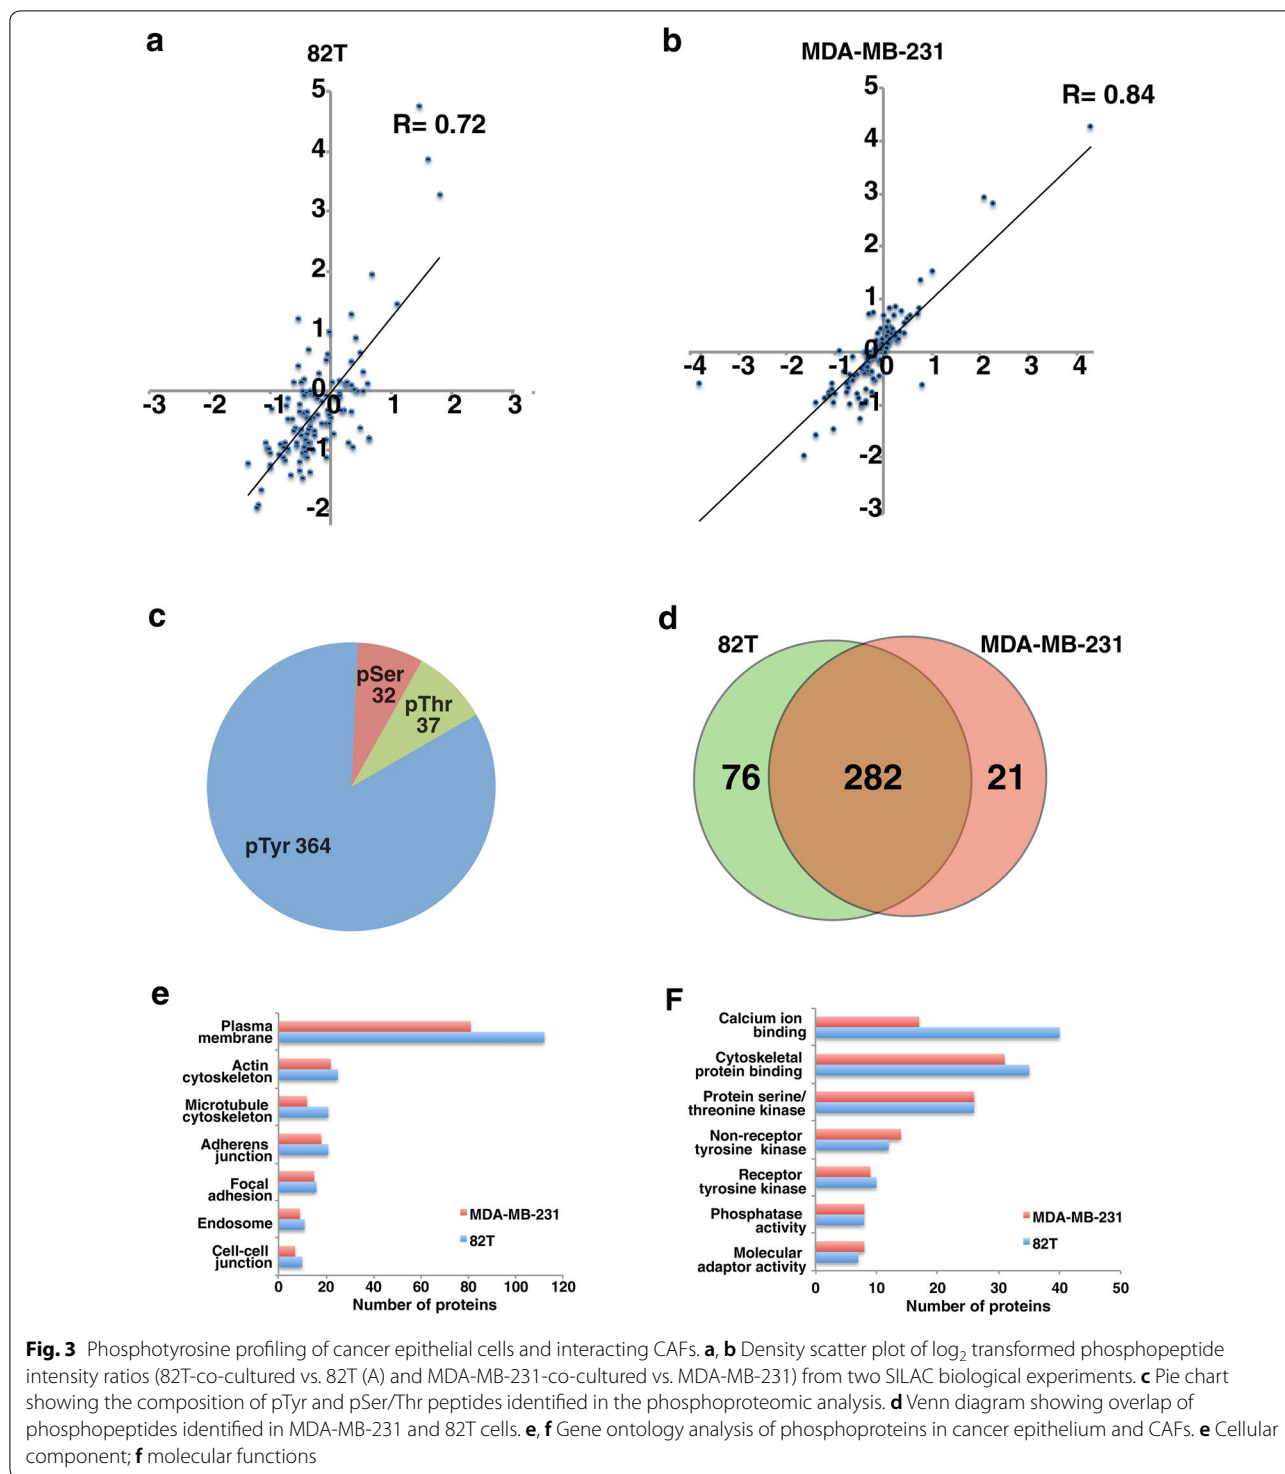 a
82T
R= 0.72
5
4
3
2
1
0
-1
-2
-3 -2 -1 0 1 2 3
b
MDA-MB-231
R= 0.84
5
4
3
2
1
0
-1
-2
-3
-4 -3 -2 -1 0 1 2 3 4
c
pSer
32
pThr
37
pTyr 364
d
82T
MDA-MB-231
76
282
21
e
Plasma
membrane
Actin
cytoskeleton
Microtubule
cytoskeleton
Adherens
junction
Focal
adhesion
Endosome
Cell-cell
junction
MDA-MB-231
82T
0 20 40 60 80 100 120
Number of proteins
F
Calcium ion
binding
Cytoskeletal
protein binding
Protein serine/
threonine kinase
Non-receptor
tyrosine kinase
Receptor
tyrosine kinase
Phosphatase
activity
Molecular
adaptor activity
MDA-MB-231
82T
0 10 20 30 40 50
Number of proteins
Fig. 3 Phosphotyrosine profiling of cancer epithelial cells and interacting CAFs. a, b Density scatter plot of log2 transformed phosphopeptide
intensity ratios (82T-co-cultured vs. 82T (A) and MDA-MB-231-co-cultured vs. MDA-MB-231) from two SILAC biological experiments. c Pie chart
showing the composition of pTyr and pSer/Thr peptides identified in the phosphoproteomic analysis. d Venn diagram showing overlap of
phosphopeptides identified in MDA-MB-231 and 82T cells. e, f Gene ontology analysis of phosphoproteins in cancer epithelium and CAFs. e Cellular
component; f molecular functions